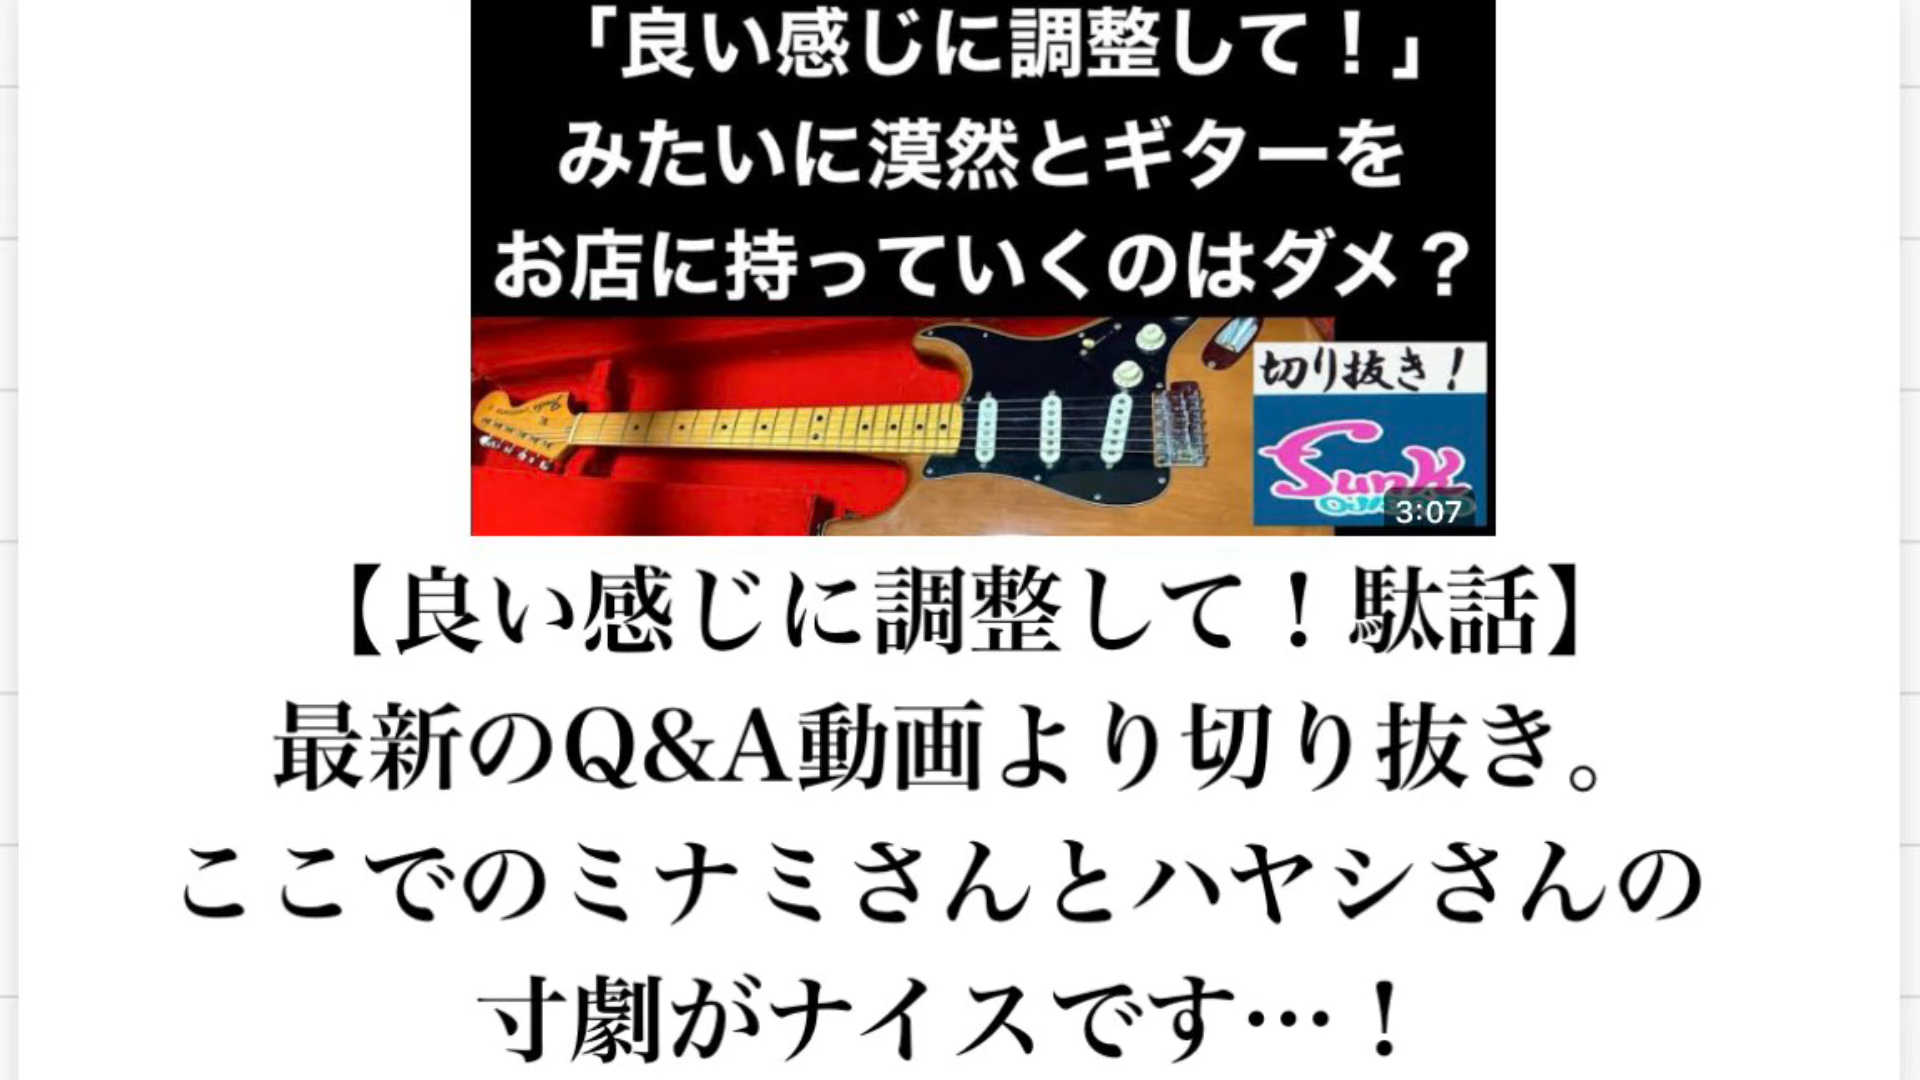 「良い感じに調整して！」
みたいに漠然とギターを
お店に持っていくのはダメ？
切り抜き！
SunK
3:07
【良い感じに調整して！駄話】
最新のQ&A動画より切り抜き。
ここでのミナミさんとハヤシさんの
寸劇がナイスです…！